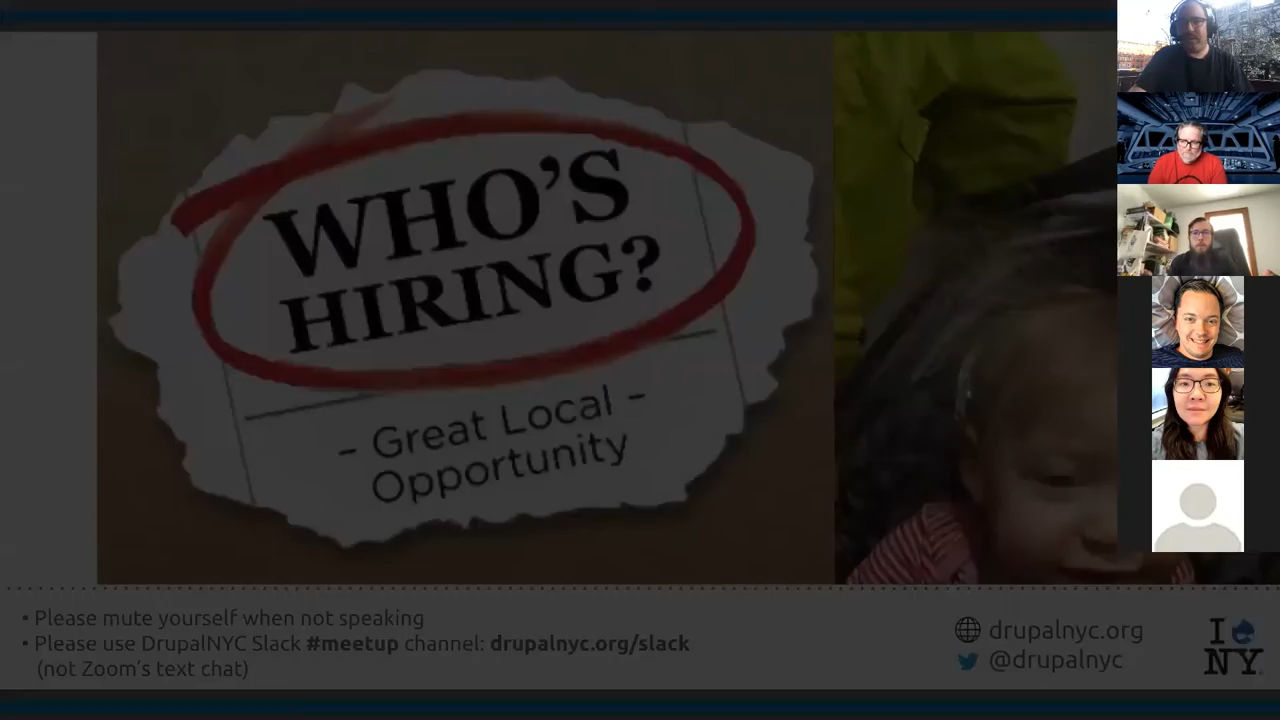 WHO'S
HIRING?
– Great Local –
Opportunity
• Please mute yourself when not speaking
• Please use DrupalNYC Slack #meetup channel: drupalnyc.org/slack
(not Zoom's text chat)
drupalnyc.org
@drupalnyc
I
NY